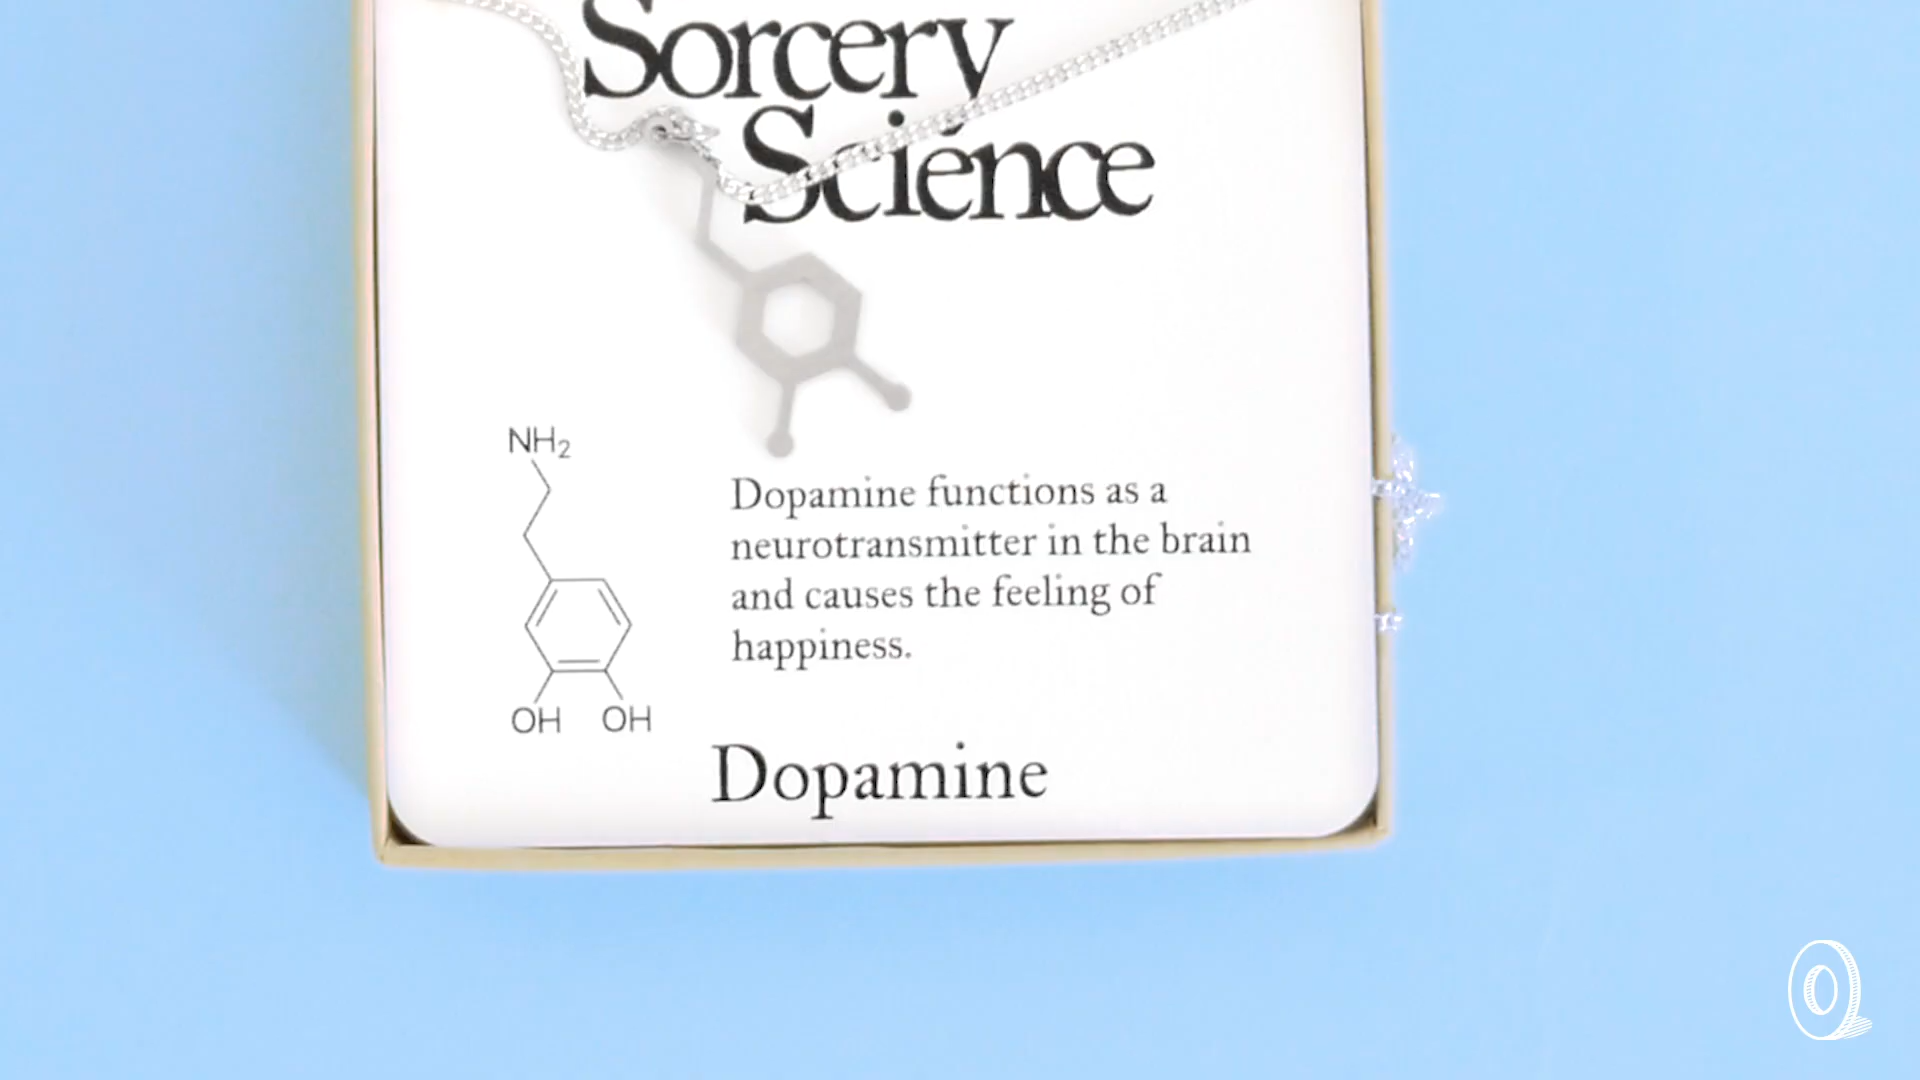 Sorcery
Science
NH2
Dopamine functions as a
neurotransmitter in the brain
and causes the feeling of
happiness.
OH OH
Dopamine
Q